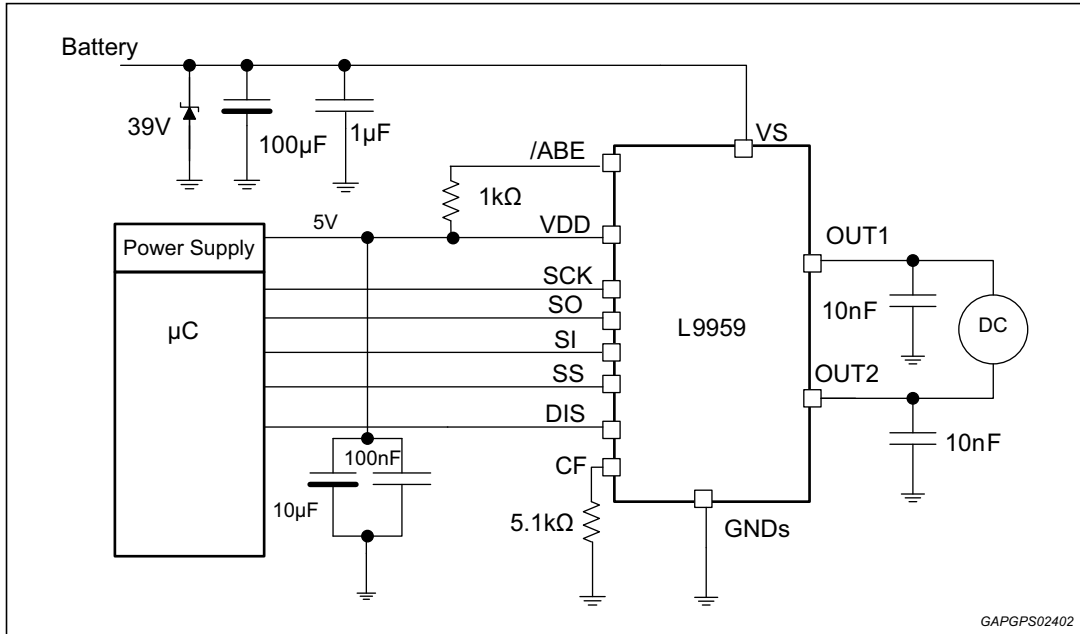 Battery
39V
100µF
1µF
/ABE
VS
1kΩ
5V
VDD
Power Supply
OUT1
SCK
SO
10nF
DC
µC
L9959
SI
OUT2
SS
DIS
10nF
100nF
CF
10µF
5.1kΩ
GNDs
GAPGPS02402